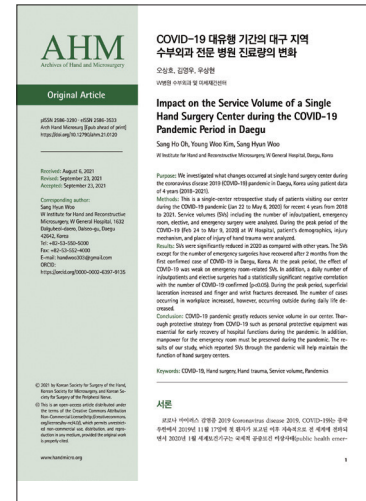 AHM
Archives of Hand and Microsurgery
Original Article
pISSN 2586-3290 · eISSN 2586-3533
Arch Hand Microsurg [Epub ahead of print]
https://doi.org/10.12790/ahm.21.0120
Received: August 6, 2021
Revised: September 23, 2021
Accepted: September 23, 2021
Corresponding author:
Sang Hyun Woo
W Institute for Hand and Reconstructive
Microsurgery, W General Hospital, 1632
Dalgubeol-daero, Dalseo-gu, Daegu
42642, Korea
Tel: +82-53-550-5000
Fax: +82-53-552-4000
E-mail: handwoo303@gmail.com
ORCID:
https://orcid.org/0000-0002-6397-9135
© 2021 by Korean Society for Surgery of the Hand,
Korean Society for Microsurgery, and Korean So-
ciety for Surgery of the Peripheral Nerve.
This is an open access article distributed under
the terms of the Creative Commons Attribution
Non-Commercial License (http://creativecommons.
org/licenses/by-nc/4.0/), which permits unrestrict-
ed non-commercial use, distribution, and repro-
duction in any medium, provided the original work
is properly cited.
www.handmicro.org
COVID-19 대유행 기간의 대구 지역
수부외과 전문 병원 진료량의 변화
오상호, 김영우, 우상현
W병원 수부외과 및 미세재건센터
Impact on the Service Volume of a Single
Hand Surgery Center during the COVID-19
Pandemic Period in Daegu
Sang Ho Oh, Young Woo Kim, Sang Hyun Woo
W Institute for Hand and Reconstructive Microsurgery, W General Hospital, Daegu, Korea
Purpose: We investigated what changes occurred at single hand surgery center during
the coronavirus disease 2019 (COVID-19) pandemic in Daegu, Korea using patient data
of 4 years (2018–2021).
Methods: This is a single-center retrospective study of patients visiting our center
during the COVID-19 pandemic (Jan 22 to May 6, 2020) for recent 4 years from 2018
to 2021. Service volumes (SVs) including the number of in/outpatient, emergency
room, elective, and emergency surgery were analyzed. During the peak period of the
COVID-19 (Feb 24 to Mar 9, 2020) at W Hospital, patient's demographics, injury
mechanism, and place of injury of hand trauma were analyzed.
Results: SVs were significantly reduced in 2020 as compared with other years. The SVs
except for the number of emergency surgeries have recovered after 2 months from the
first confirmed case of COVID-19 in Daegu, Korea. At the peak period, the effect of
COVID-19 was weak on emergency room-related SVs. In addition, a daily number of
in/outpatients and elective surgeries had a statistically significant negative correlation
with the number of COVID-19 confirmed (p<0.05). During the peak period, superficial
laceration increased and finger and wrist fractures decreased. The number of cases
occurring in workplace increased, however, occurring outside during daily life de-
creased.
Conclusion: COVID-19 pandemic greatly reduces service volume in our center. Thor-
ough protective strategy from COVID-19 such as personal protective equipment was
essential for early recovery of hospital functions during the pandemic. In addition,
manpower for the emergency room must be preserved during the pandemic. The re-
sults of our study, which reported SVs through the pandemic will help maintain the
function of hand surgery centers.
Keywords: COVID-19, Hand surgery, Hand trauma, Service volume, Pandemics
서론
코로나 바이러스 감염증 2019 (coronavirus disease 2019, COVID-19)는 중국
우한에서 2019년 11월 17일에 첫 환자가 보고된 이후 지속적으로 전 세계에 전파되
면서 2020년 1월 세계보건기구는 국제적 공중보건 비상사태(public health emer-
1